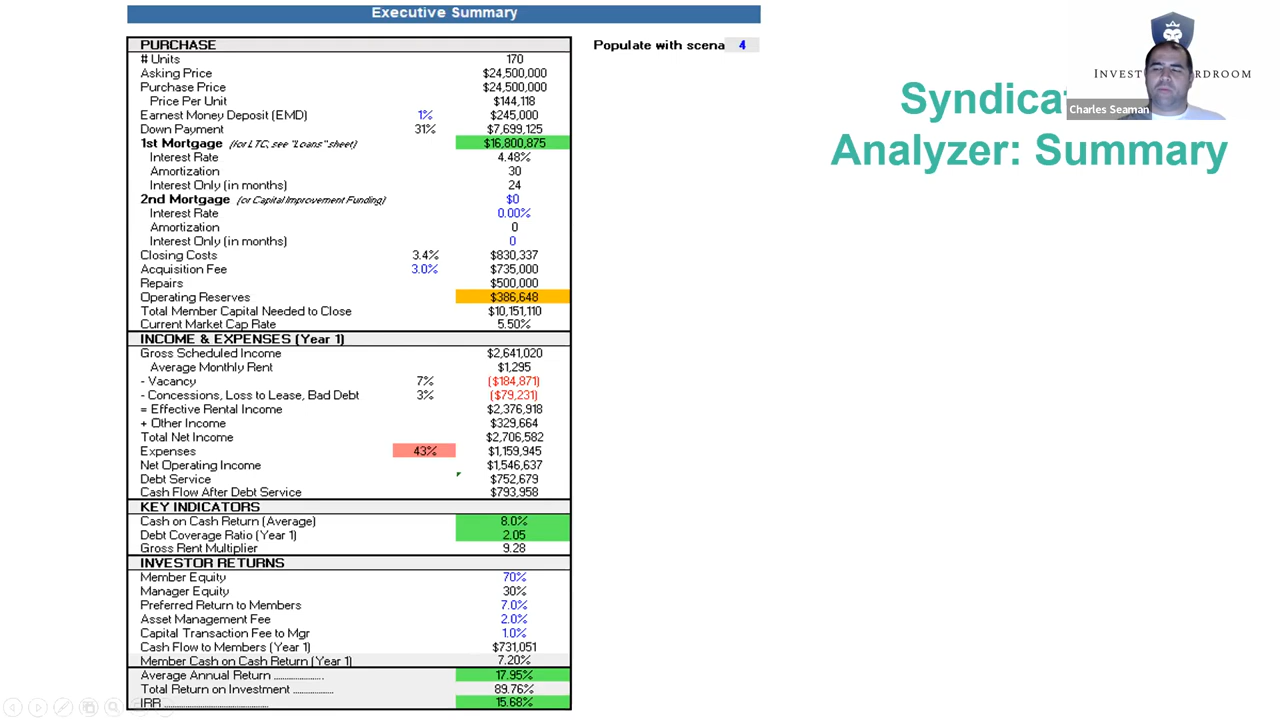 Executive Summary
Populate with scena 4
PURCHASE
# Units 170
Asking Price $24,500,000
Purchase Price $24,500,000
Price Per Unit $144,118
Earnest Money Deposit (EMD) 1% $245,000
Down Payment 31% $7,699,125
1st Mortgage (for LTC, see "Loans" sheet) $16,800,875
Interest Rate 4.48%
Amortization 30
Interest Only (in months) 24
2nd Mortgage (or Capital Improvement Funding) $0
Interest Rate 0.00%
Amortization 0
Interest Only (in months) 0
Closing Costs 3.4% $830,337
Acquisition Fee 3.0% $735,000
Repairs $500,000
Operating Reserves $386,648
Total Member Capital Needed to Close $10,151,110
Current Market Cap Rate 5.50%
INCOME & EXPENSES (Year 1)
Gross Scheduled Income $2,641,020
Average Monthly Rent $1,295
- Vacancy 7% ($184,871)
- Concessions, Loss to Lease, Bad Debt 3% ($79,231)
= Effective Rental Income $2,376,918
+ Other Income $329,664
Total Net Income $2,706,582
Expenses 43% $1,159,945
Net Operating Income $1,546,637
Debt Service $752,679
Cash Flow After Debt Service $793,958
KEY INDICATORS
Cash on Cash Return (Average) 8.0%
Debt Coverage Ratio (Year 1) 2.05
Gross Rent Multiplier 9.28
INVESTOR RETURNS
Member Equity 70%
Manager Equity 30%
Preferred Return to Members 7.0%
Asset Management Fee 2.0%
Capital Transaction Fee to Mgr 1.0%
Cash Flow to Members (Year 1) $731,051
Member Cash on Cash Return (Year 1) 7.20%
Average Annual Return ..................... 17.95%
Total Return on Investment ................. 89.76%
IRR ............................................. 15.68%
Syndica
Analyzer: Summary
Charles Seaman